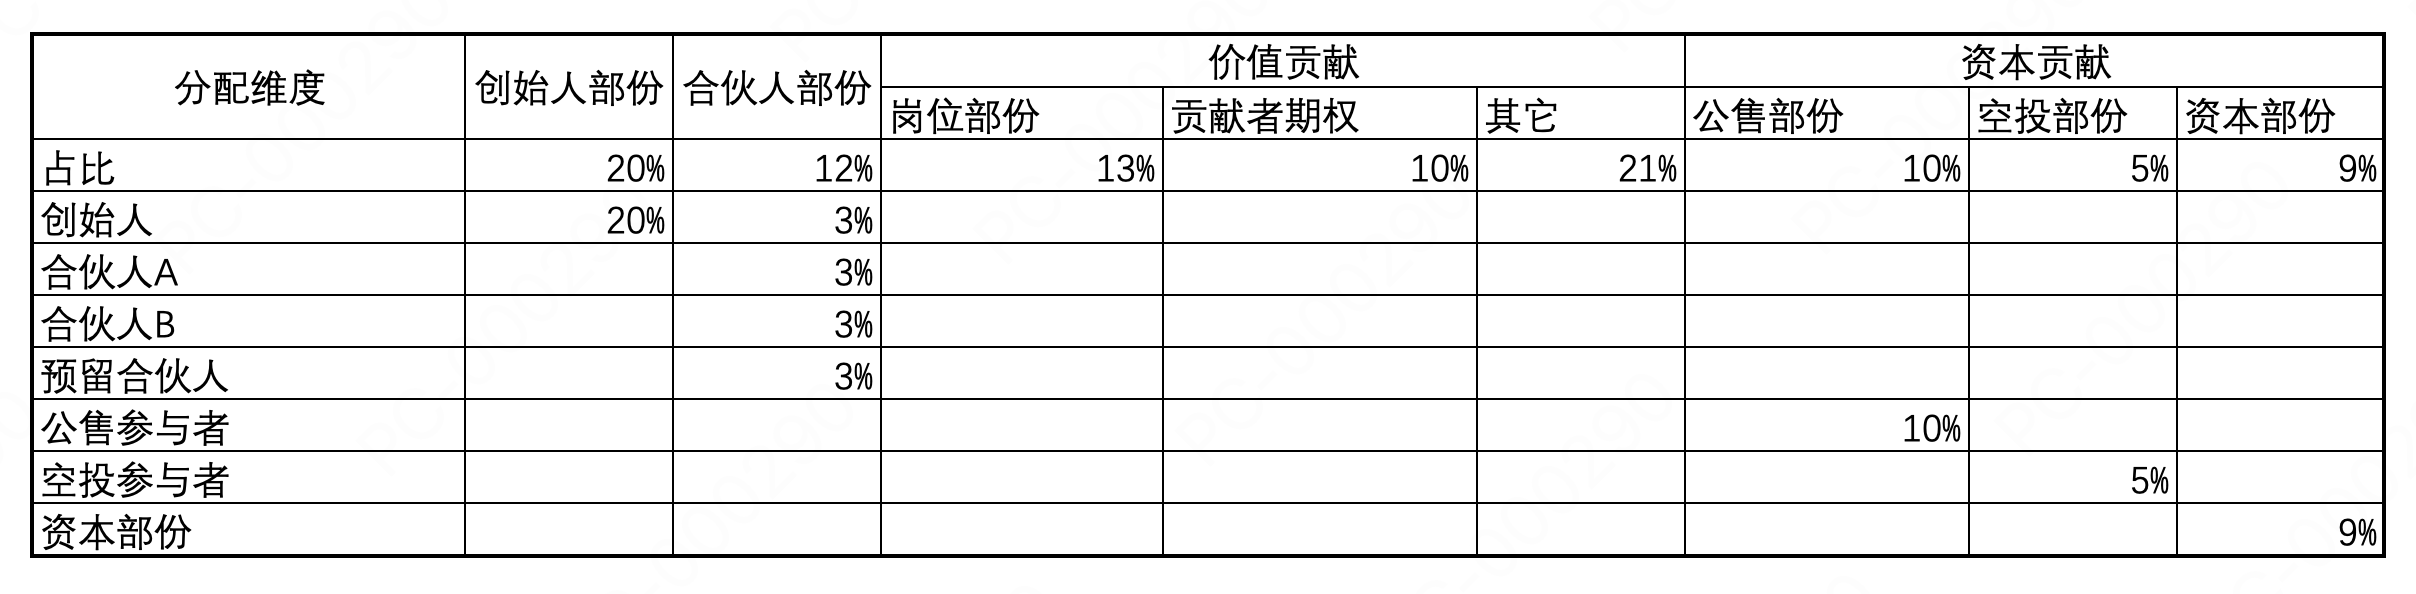 分配维度 创始人部份 合伙人部份 价值贡献 资本贡献
岗位部份 贡献者期权 其它 公售部份 空投部份 资本部份
占比 20% 12% 13% 10% 21% 10% 5% 9%
创始人 20% 3%
合伙人A 3%
合伙人B 3%
预留合伙人 3%
公售参与者 10%
空投参与者 5%
资本部份 9%